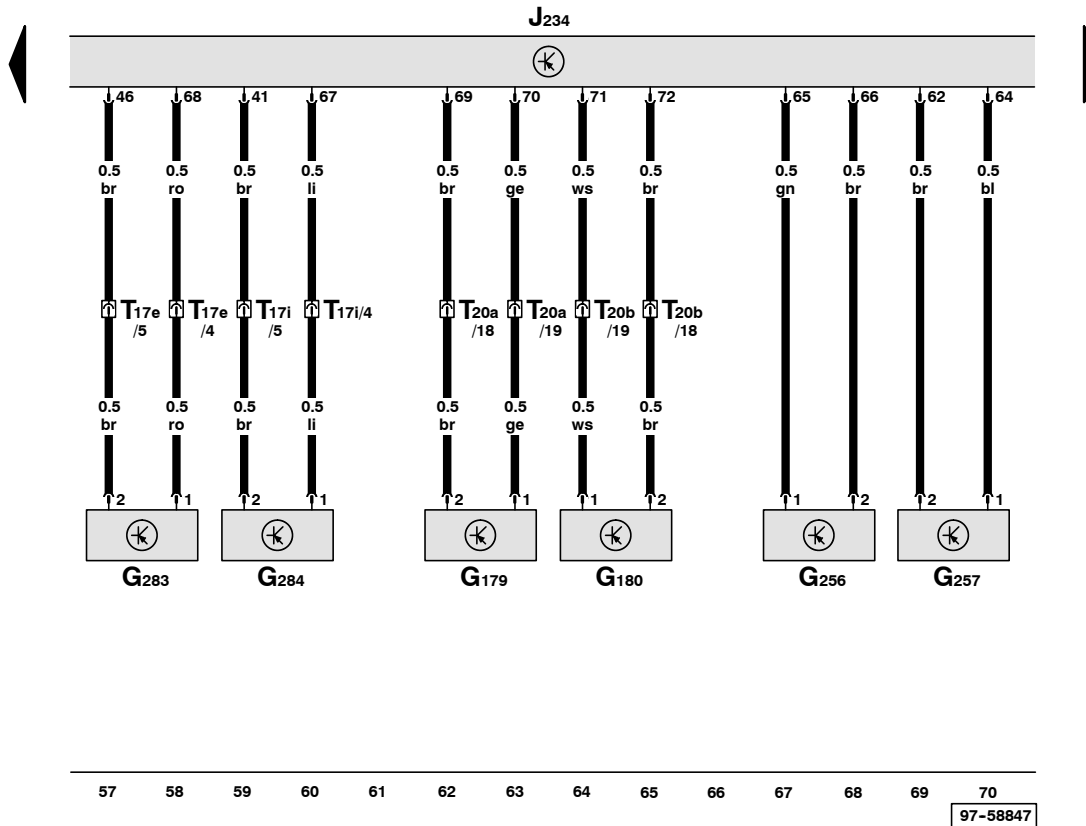 J234
46 68 41 67 69 70 71 72 65 66 62 64
0.5 0.5 0.5 0.5 0.5 0.5 0.5 0.5 0.5 0.5 0.5 0.5
br ro br li br ge ws br gn br br bl
T17e T17e T17i T17i/4 T20a T20a T20b T20b
/5 /4 /5 /18 /19 /19 /18
0.5 0.5 0.5 0.5 0.5 0.5 0.5 0.5
br ro br li br ge ws br
2 1 2 1 2 1 1 2 1 2 2 1
G283 G284 G179 G180 G256 G257
57 58 59 60 61 62 63 64 65 66 67 68 69 70
97-58847